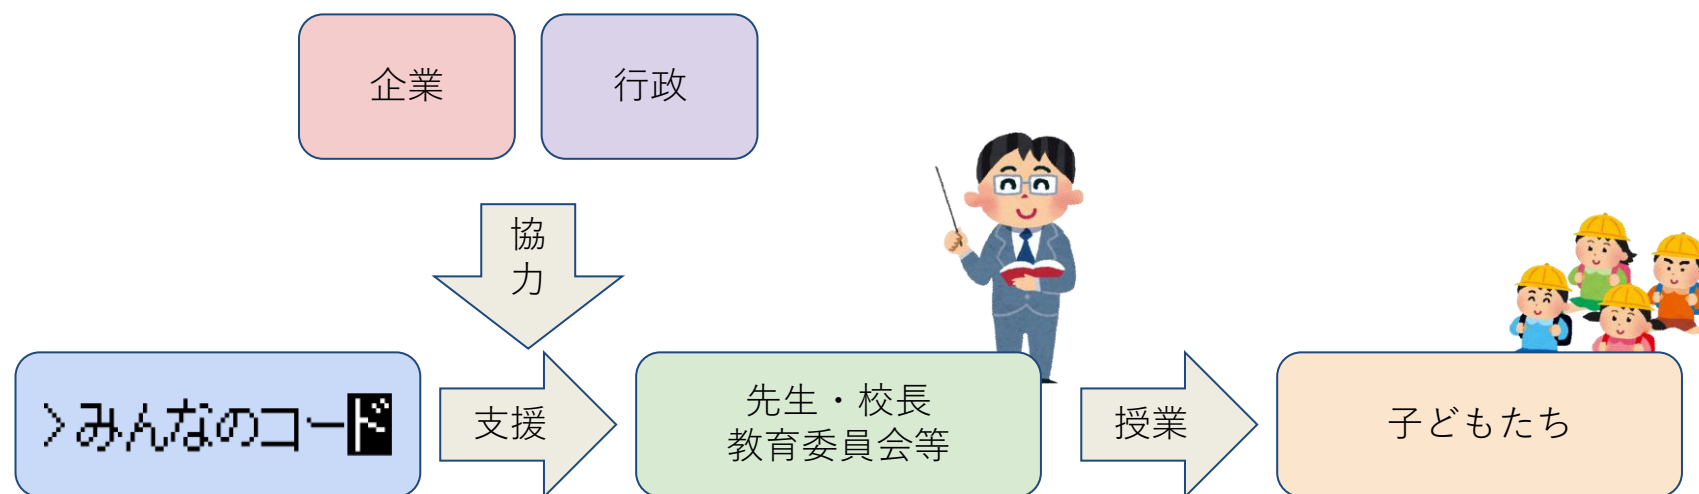 企業
行政
協
力
>みんなのコード
支援
先生・校長
教育委員会等
授業
子どもたち